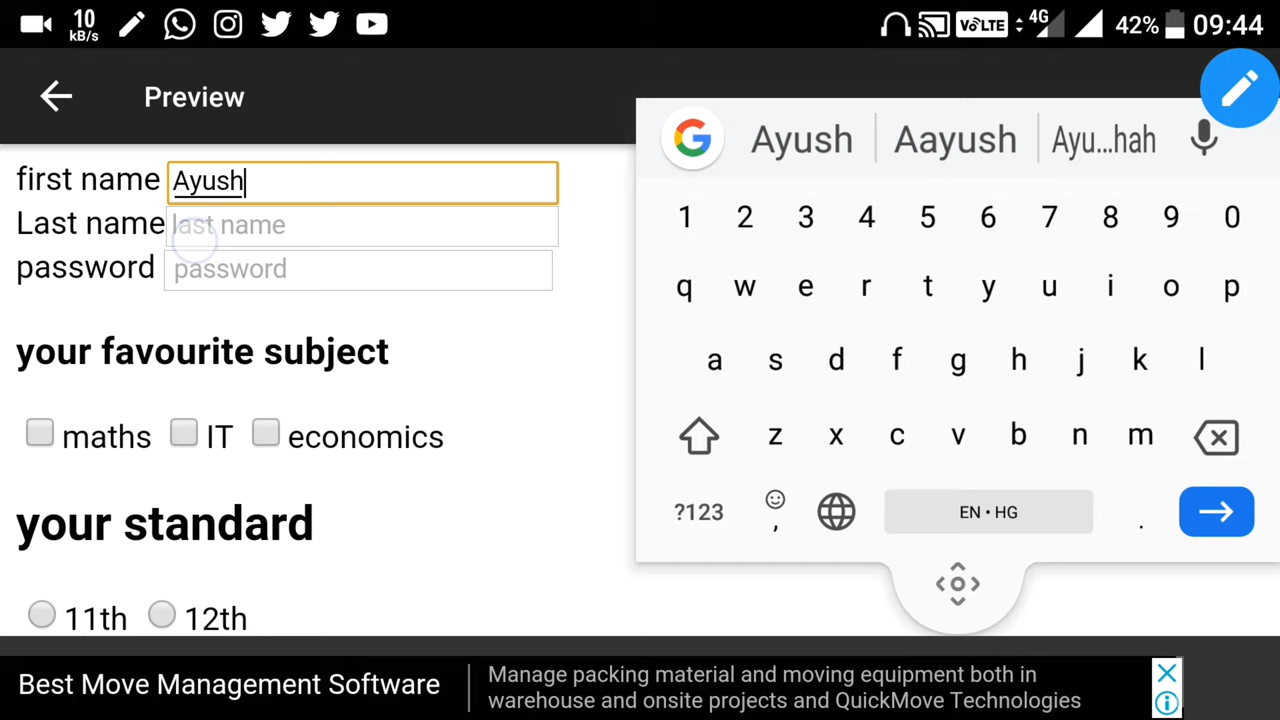 10
kB/s
VoLTE
4G
42%
09:44
Preview
first name Ayush
Last name last name
password password
your favourite subject
maths IT economics
your standard
11th 12th
Ayush Aayush Ayu...hah
1 2 3 4 5 6 7 8 9 0
q w e r t y u i o p
a s d f g h j k l
z x c v b n m
?123 , EN • HG .
Best Move Management Software
Manage packing material and moving equipment both in
warehouse and onsite projects and QuickMove Technologies